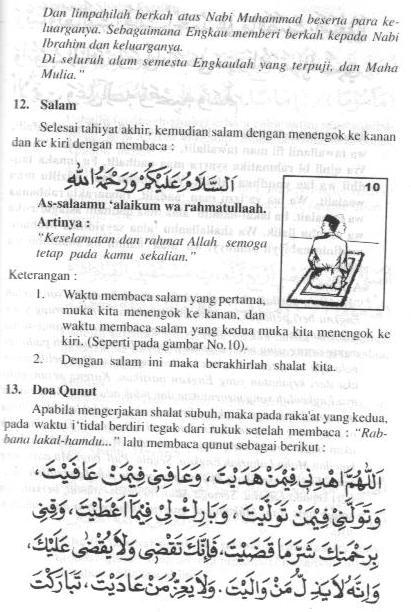 Dan limpahilah berkah atas Nabi Muhammad beserta para ke-
luarganya. Sebagaimana Engkau memberi berkah kepada Nabi
Ibrahim dan keluarganya.
Di seluruh alam semesta Engkaulah yang terpuji, dan Maha
Mulia."
12. Salam
Selesai tahiyat akhir, kemudian salam dengan menengok ke kanan
dan ke kiri dengan membaca :
اَلسَّلَامُ عَلَيْكُمْ وَرَحْمَةُ اللهِ
As-salaamu ‘alaikum wa rahmatullaah.
Artinya :
"Keselamatan dan rahmat Allah semoga
tetap pada kamu sekalian."
10
Keterangan :
1. Waktu membaca salam yang pertama,
muka kita menengok ke kanan, dan
waktu membaca salam yang kedua muka kita menengok ke
kiri. (Seperti pada gambar No.10).
2. Dengan salam ini maka berakhirlah shalat kita.
13. Doa Qunut
Apabila mengerjakan shalat subuh, maka pada raka'at yang kedua,
pada waktu i'tidal berdiri tegak dari rukuk setelah membaca : "Rab-
bana lakal-hamdu..." lalu membaca qunut sebagai berikut :
اَللّٰهُمَّ اهْدِنِيْ فِيْمَنْ هَدَيْتَ ، وَعَافِنِيْ فِيْمَنْ عَافَيْتَ ،
وَتَوَلَّنِيْ فِيْمَنْ تَوَلَّيْتَ ، وَبَارِكْ لِيْ فِيْمَا أَعْطَيْتَ ، وَقِنِيْ
بِرَحْمَتِكَ شَرَّ مَا قَضَيْتَ ، فَإِنَّكَ تَقْضِيْ وَلَا يُقْضٰى عَلَيْكَ ،
وَإِنَّهُ لَا يَذِلُّ مَنْ وَالَيْتَ . وَلَا يَعِزُّ مَنْ عَادَيْتَ ، تَبَارَكْتَ